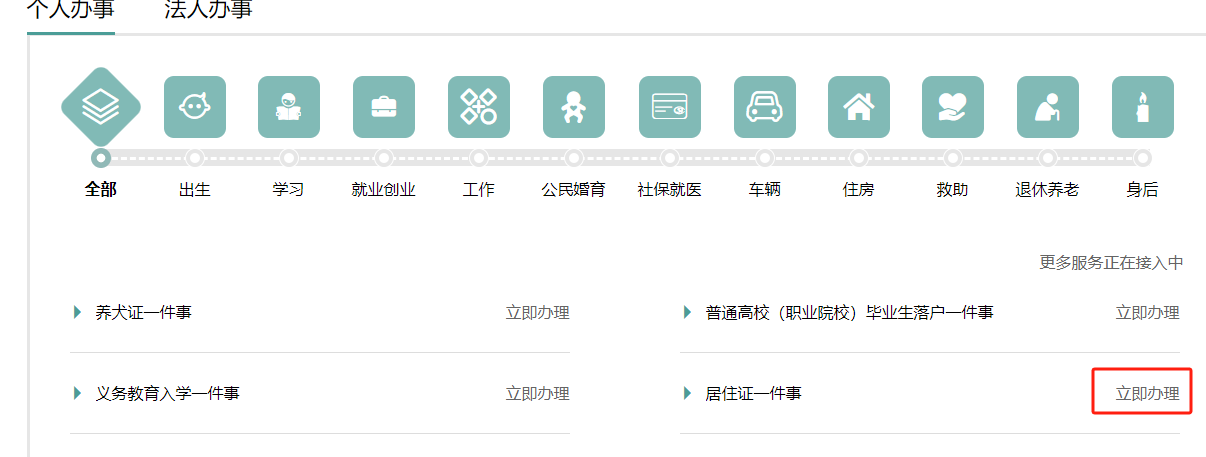 个人办事 法人办事
全部 出生 学习 就业创业 工作 公民婚育 社保就医 车辆 住房 救助 退休养老 身后
更多服务正在接入中
养犬证一件事 立即办理 普通高校（职业院校）毕业生落户一件事 立即办理
义务教育入学一件事 立即办理 居住证一件事 立即办理